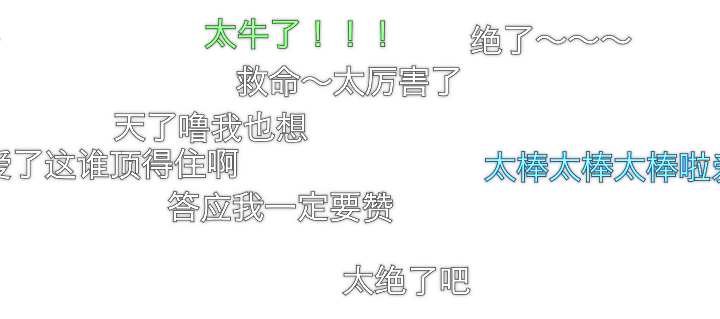 太牛了！！！
绝了～～～
救命～太厉害了
天了噜我也想
爱了这谁顶得住啊
太棒太棒太棒啦爱
答应我一定要赞
太绝了吧